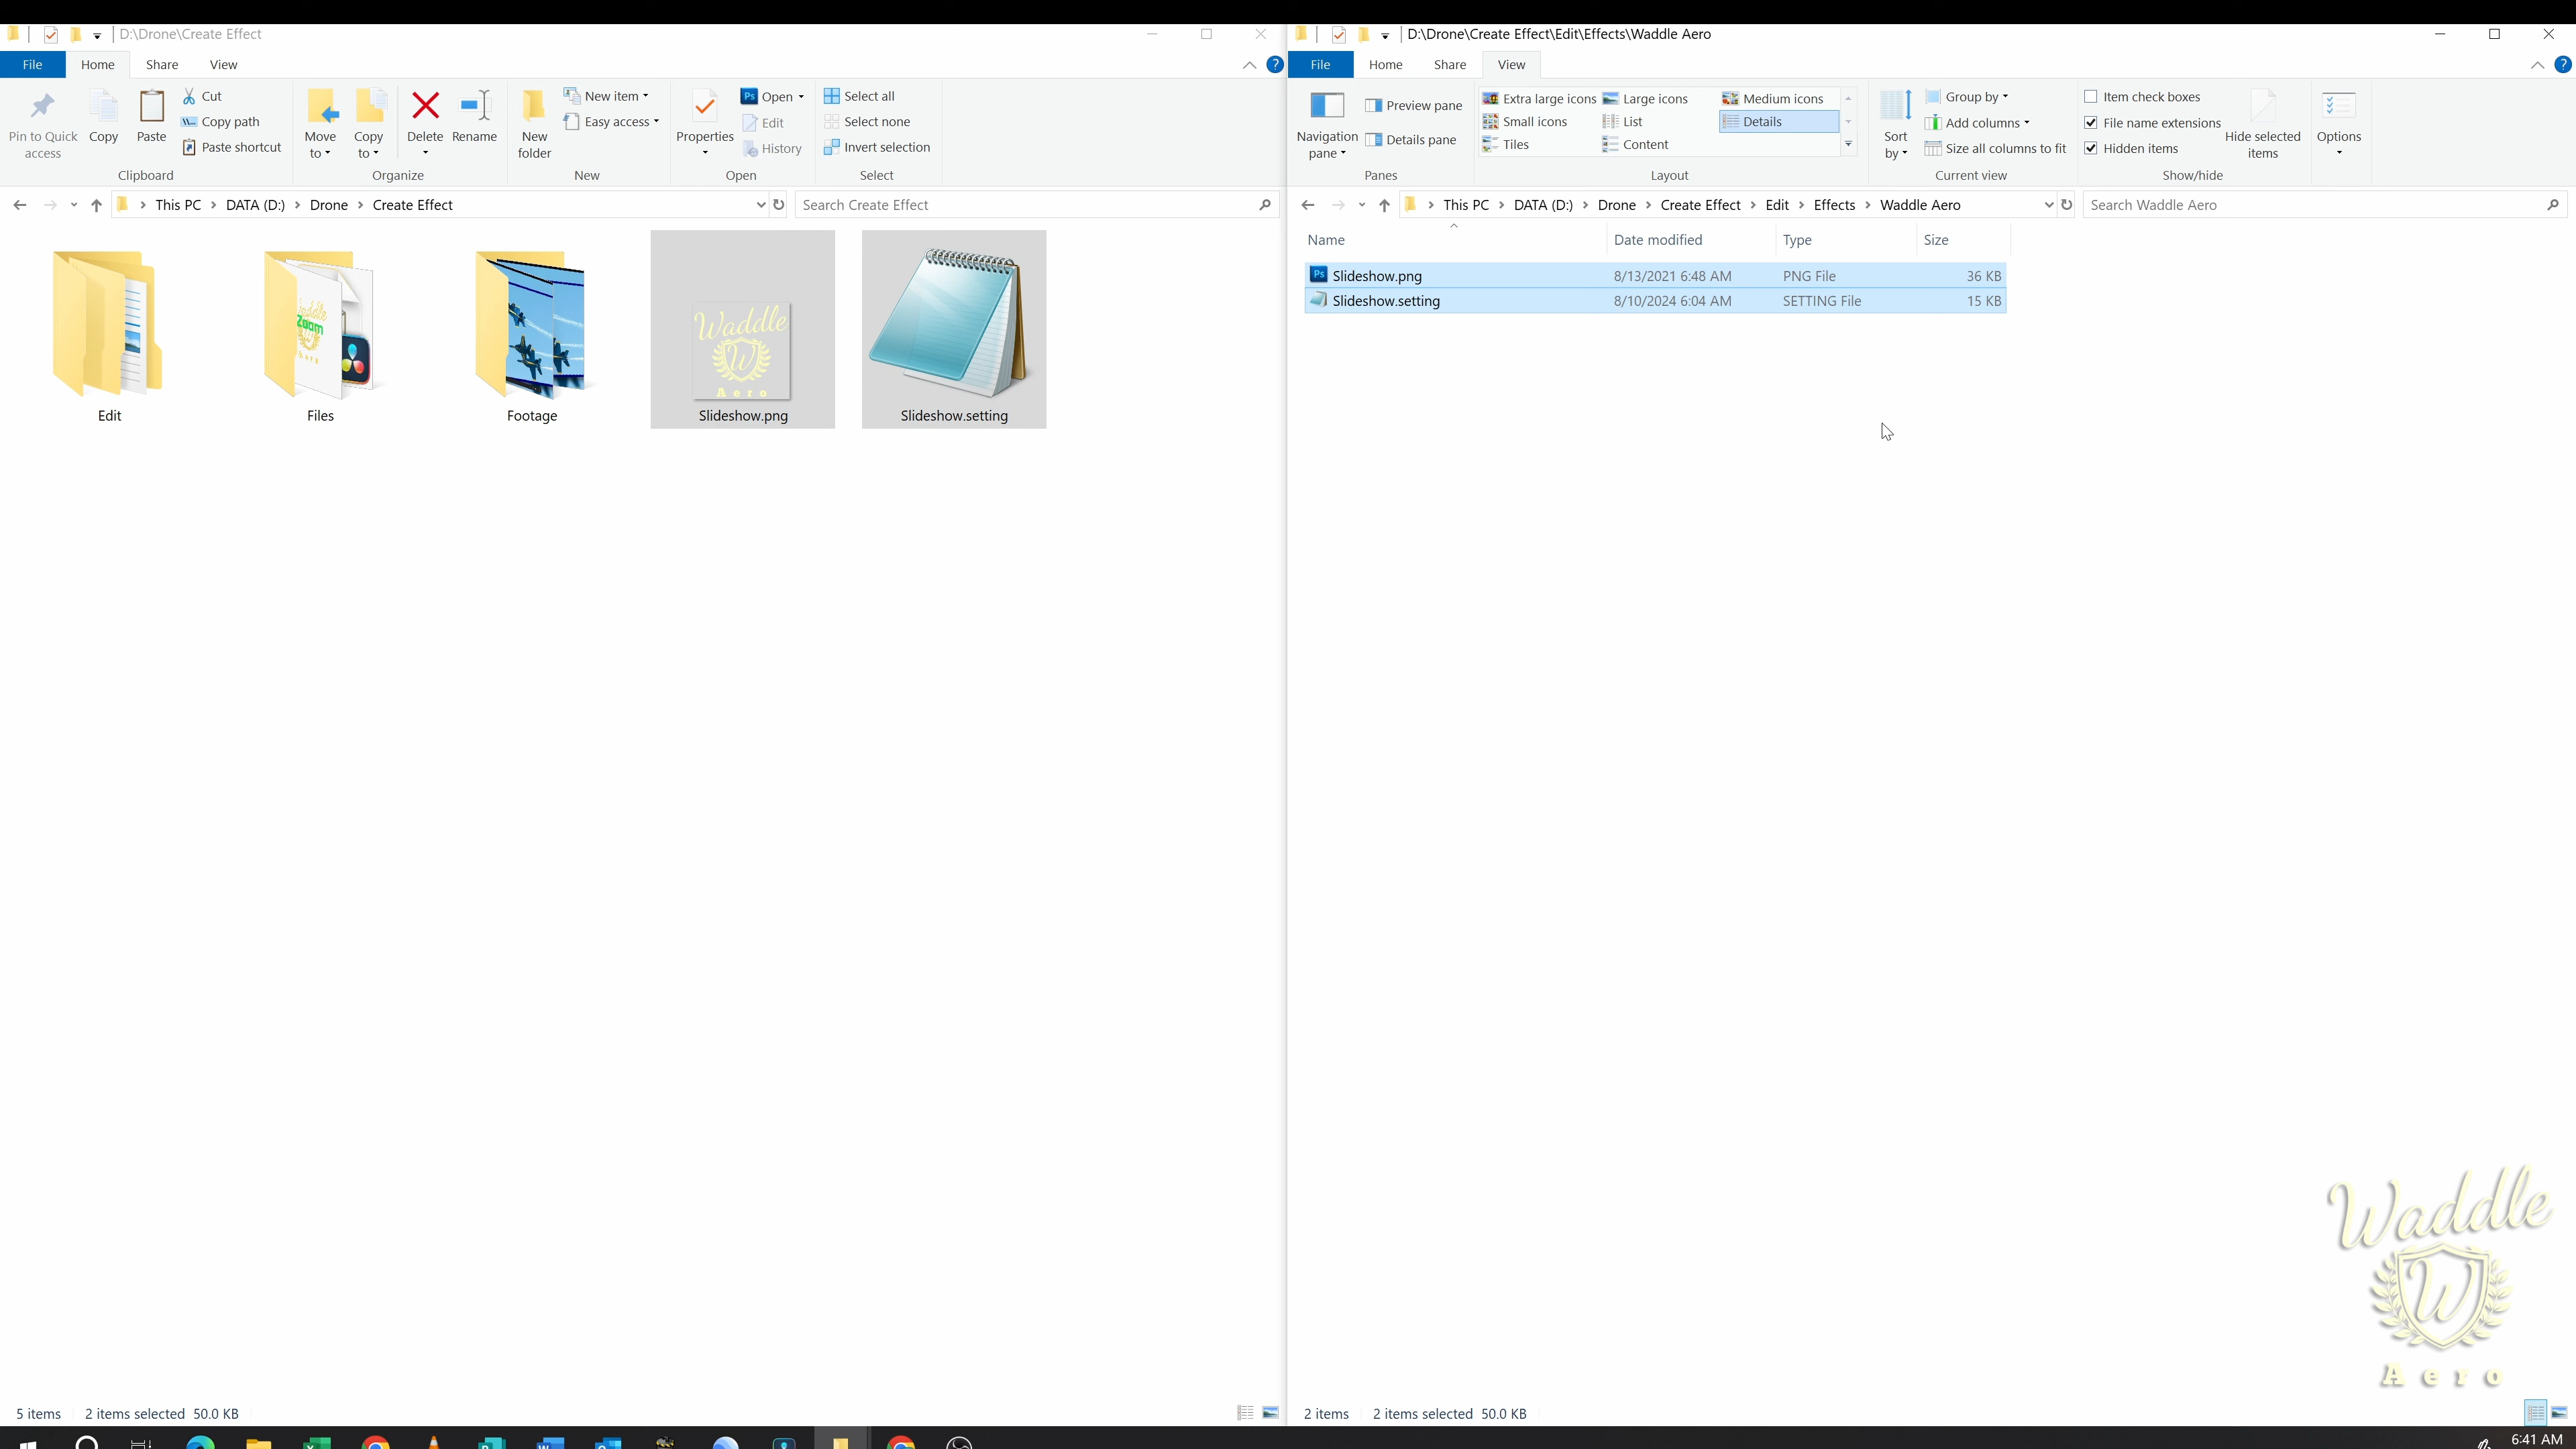 D:\Drone\Create Effect
File Home Share View
Pin to Quick access
Copy
Paste
Cut
Copy path
Paste shortcut
Clipboard
Move to
Copy to
Delete
Rename
Organize
New folder
New item
Easy access
New
Properties
Open
Edit
History
Open
Select all
Select none
Invert selection
Select
This PC > DATA (D:) > Drone > Create Effect
Search Create Effect
Waddle
Zoom
Aero
Waddle
W
Aero
Edit
Files
Footage
Slideshow.png
Slideshow.setting
5 items 2 items selected 50.0 KB
D:\Drone\Create Effect\Edit\Effects\Waddle Aero
File Home Share View
Navigation pane
Preview pane
Details pane
Panes
Extra large icons Large icons Medium icons
Small icons List Details
Tiles Content
Layout
Sort by
Group by
Add columns
Size all columns to fit
Current view
Item check boxes
File name extensions
Hidden items
Hide selected items
Show/hide
Options
This PC > DATA (D:) > Drone > Create Effect > Edit > Effects > Waddle Aero
Search Waddle Aero
Name Date modified Type Size
Ps Slideshow.png 8/13/2021 6:48 AM PNG File 36 KB
Slideshow.setting 8/10/2024 6:04 AM SETTING File 15 KB
Waddle
W
Aero
2 items 2 items selected 50.0 KB
6:41 AM